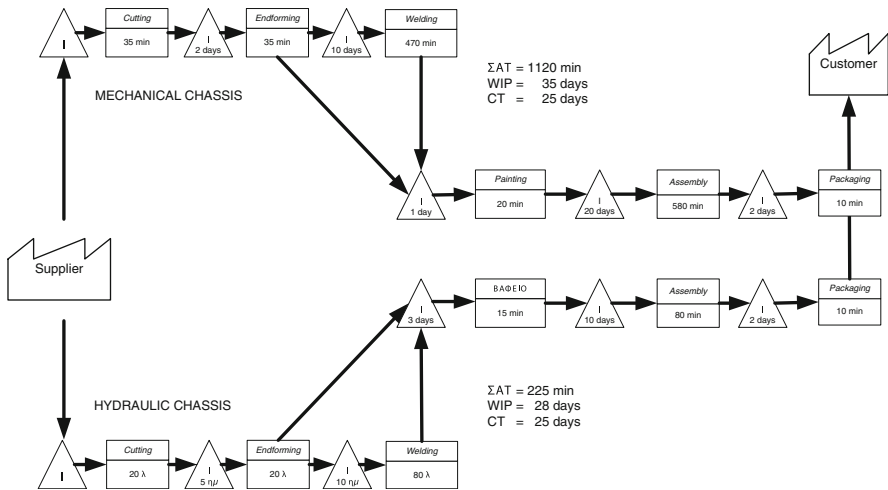 Cutting
Endforming
Welding
I
35 min
I
2 days
35 min
I
10 days
470 min
ΣΑΤ = 1120 min
WIP = 35 days
CT = 25 days
Customer
MECHANICAL CHASSIS
Painting
Assembly
Packaging
I
1 day
20 min
I
20 days
580 min
I
2 days
10 min
Supplier
ΒΑΦΕΙΟ
Assembly
Packaging
I
3 days
15 min
I
10 days
80 min
I
2 days
10 min
ΣΑΤ = 225 min
WIP = 28 days
CT = 25 days
HYDRAULIC CHASSIS
Cutting
Endforming
Welding
I
20 λ
I
5 ημ
20 λ
I
10 ημ
80 λ